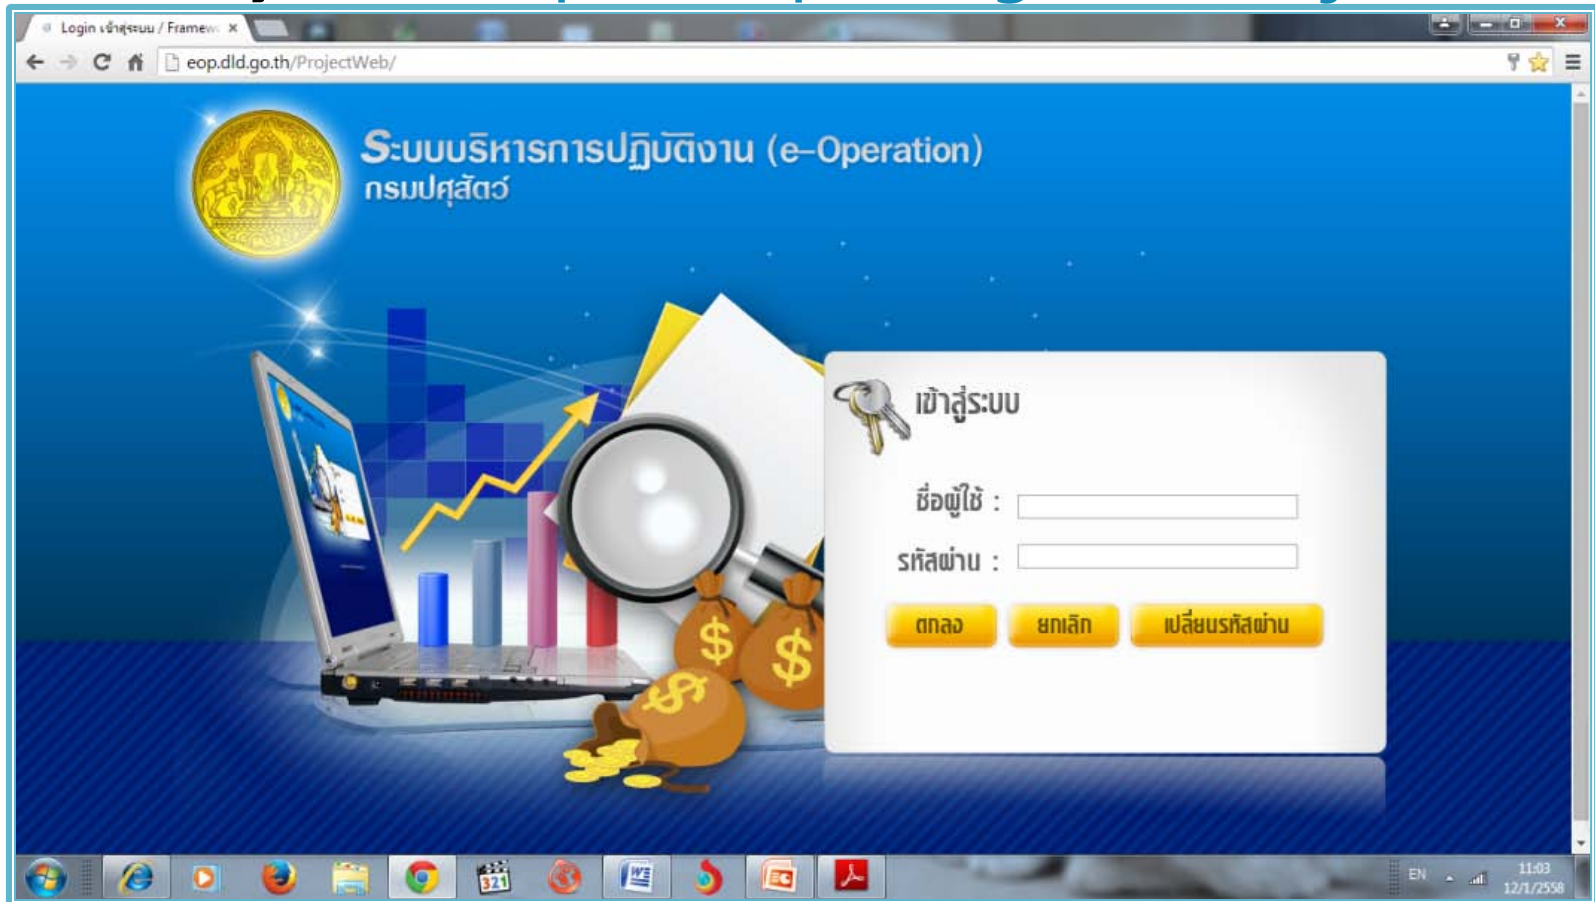 Login เข้าสู่ระบบ / Framew
eop.dld.go.th/ProjectWeb/
ระบบบริหารการปฏิบัติงาน (e-Operation)
กรมปศุสัตว์
เข้าสู่ระบบ
ชื่อผู้ใช้ :
รหัสผ่าน :
ตกลง ยกเลิก เปลี่ยนรหัสผ่าน
321
EN
11:03
12/1/2558